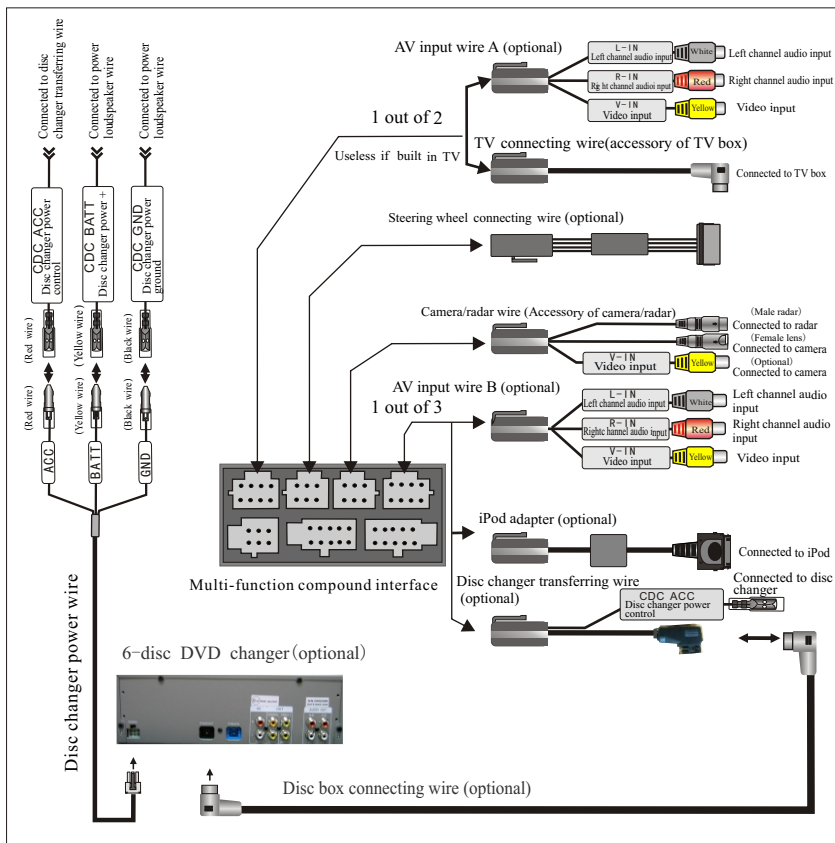 Connected to disc
changer transferring wire
Connected to power
loudspeaker wire
Connected to power
loudspeaker wire
CDC ACC
Disc changer power
control
CDC BATT
Disc changer power +
CDC GND
Disc changer power
ground
(Red wire)
(Yellow wire)
(Black wire)
(Red wire)
(Yellow wire)
(Black wire)
ACC
BATT
GND
Disc changer power wire
AV input wire A (optional)
L-IN
Left channel audio input
White
Left channel audio input
R-IN
Right channel audioi nput
Red
Right channel audio input
V-IN
Video input
Yellow
Video input
1 out of 2
Useless if built in TV
TV connecting wire(accessory of TV box)
Connected to TV box
Steering wheel connecting wire (optional)
Camera/radar wire (Accessory of camera/radar)
(Male radar)
Connected to radar
(Female lens)
Connected to camera
V-IN
Video input
Yellow
(Optional)
Connected to camera
AV input wire B (optional)
1 out of 3
L-IN
Left channel audio input
White
Left channel audio
input
R-IN
Rightc hannel audio input
Red
Right channel audio
input
V-IN
Video input
Yellow
Video input
iPod adapter (optional)
Connected to iPod
Multi-function compound interface
Disc changer transferring wire
(optional)
CDC ACC
Disc changer power
control
Connected to disc
changer
6-disc DVD changer(optional)
Disc box connecting wire (optional)